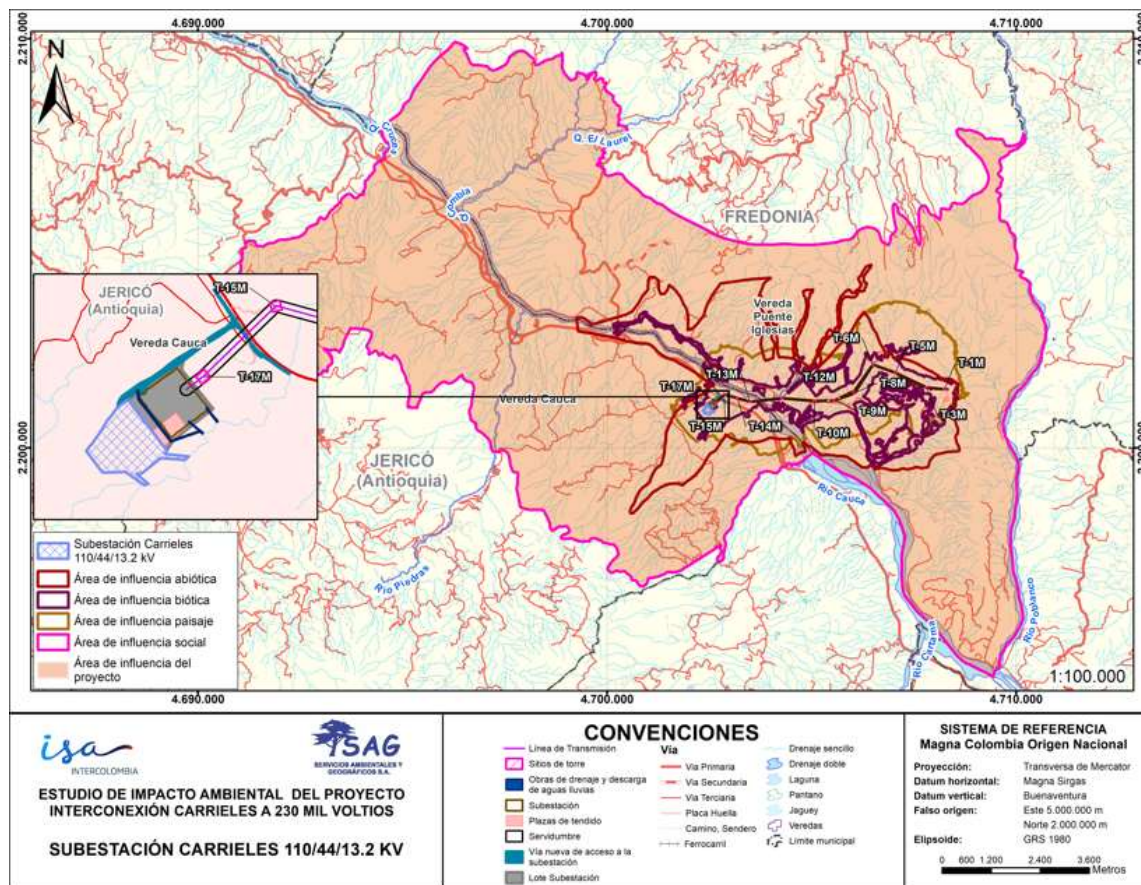 4.690.000
4.700.000
4.710.000
2.210.000
N
Q. Cruces
Q. Combia
Q. El Laurel
FREDONIA
JERICÓ
(Antioquia)
T-15M
Vereda Cauca
T-17M
Vereda
Puente
Iglesias
T-6M
T-5M
T-1M
T-13M
T-12M
T-17M
T-8M
Vereda Cauca
T-9M
T-3M
T-15M
T-14M
T-10M
2.200.000
2.200.000
JERICÓ
(Antioquia)
Río Cauca
Río Piedras
Río Cartama
Río Poblanco
Subestación Carrieles
110/44/13.2 kV
Área de influencia abiótica
Área de influencia biótica
Área de influencia paisaje
Área de influencia social
Área de influencia del
proyecto
1:100.000
4.690.000
4.700.000
4.710.000
isa
INTERCOLOMBIA
SAG
SERVICIOS AMBIENTALES Y
GEOGRÁFICOS S.A.
ESTUDIO DE IMPACTO AMBIENTAL DEL PROYECTO
INTERCONEXIÓN CARRIELES A 230 MIL VOLTIOS
SUBESTACIÓN CARRIELES 110/44/13.2 KV
CONVENCIONES
Línea de Transmisión
Sitios de torre
Obras de drenaje y descarga
de aguas lluvias
Subestación
Plazas de tendido
Servidumbre
Vía nueva de acceso a la
subestación
Lote Subestación
Vía
Vía Primaria
Vía Secundaria
Vía Terciaria
Placa Huella
Camino, Sendero
Ferrocarril
Drenaje sencillo
Drenaje doble
Laguna
Pantano
Jaguey
Veredas
Límite municipal
SISTEMA DE REFERENCIA
Magna Colombia Origen Nacional
Proyección: Transversa de Mercator
Datum horizontal: Magna Sirgas
Datum vertical: Buenaventura
Falso origen: Este 5.000.000 m
Norte 2.000.000 m
Elipsoide: GRS 1980
0 600 1.200 2.400 3.600
Metros